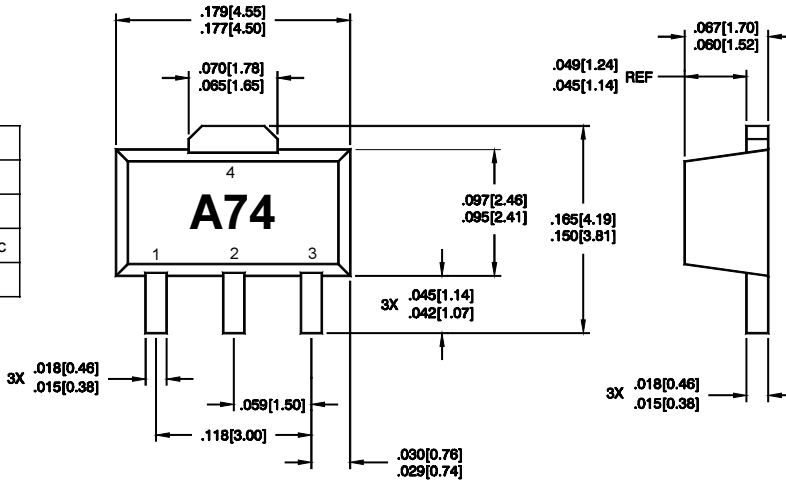 .179[4.55]
.177[4.50]
.070[1.78]
.065[1.65]
.067[1.70]
.060[1.52]
.049[1.24]
.045[1.14]
REF
4
A74
1 2 3
.097[2.46]
.095[2.41]
.165[4.19]
.150[3.81]
c
3X .045[1.14]
.042[1.07]
3X .018[0.46]
.015[0.38]
.059[1.50]
.118[3.00]
.030[0.76]
.029[0.74]
3X .018[0.46]
.015[0.38]